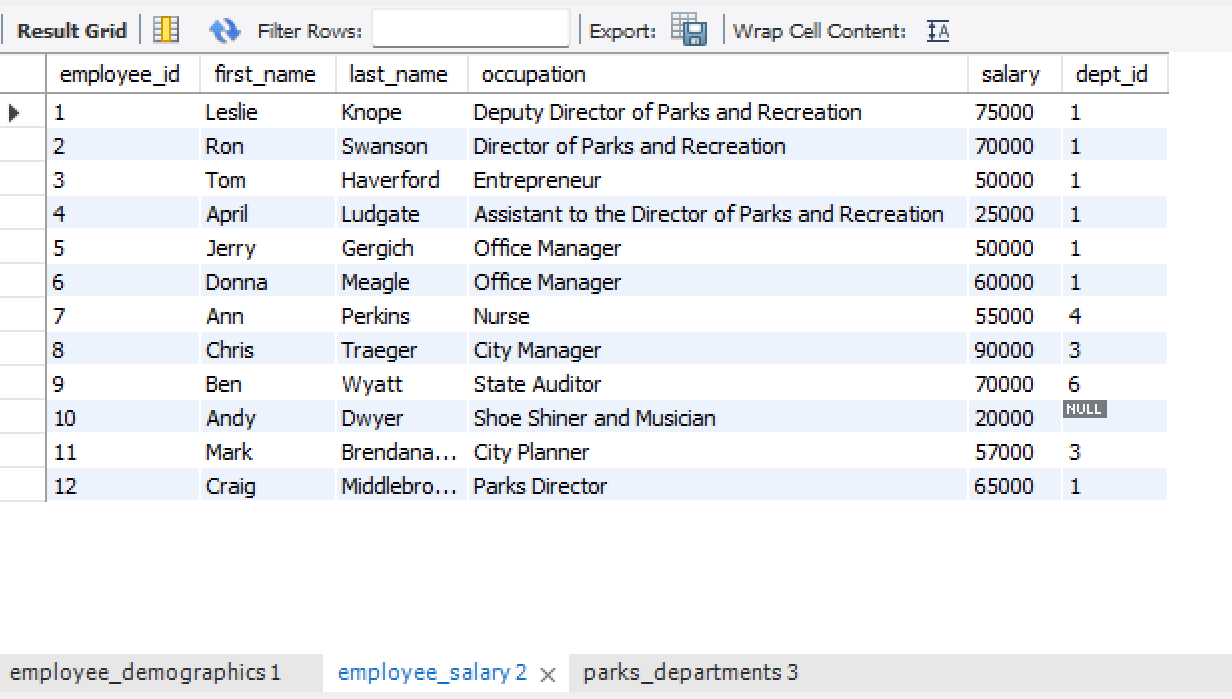 Result Grid Filter Rows: Export: Wrap Cell Content:
employee_id first_name last_name occupation salary dept_id
1 Leslie Knope Deputy Director of Parks and Recreation 75000 1
2 Ron Swanson Director of Parks and Recreation 70000 1
3 Tom Haverford Entrepreneur 50000 1
4 April Ludgate Assistant to the Director of Parks and Recreation 25000 1
5 Jerry Gergich Office Manager 50000 1
6 Donna Meagle Office Manager 60000 1
7 Ann Perkins Nurse 55000 4
8 Chris Traeger City Manager 90000 3
9 Ben Wyatt State Auditor 70000 6
10 Andy Dwyer Shoe Shiner and Musician 20000 NULL
11 Mark Brendana... City Planner 57000 3
12 Craig Middlebro... Parks Director 65000 1
employee_demographics 1 employee_salary 2 parks_departments 3